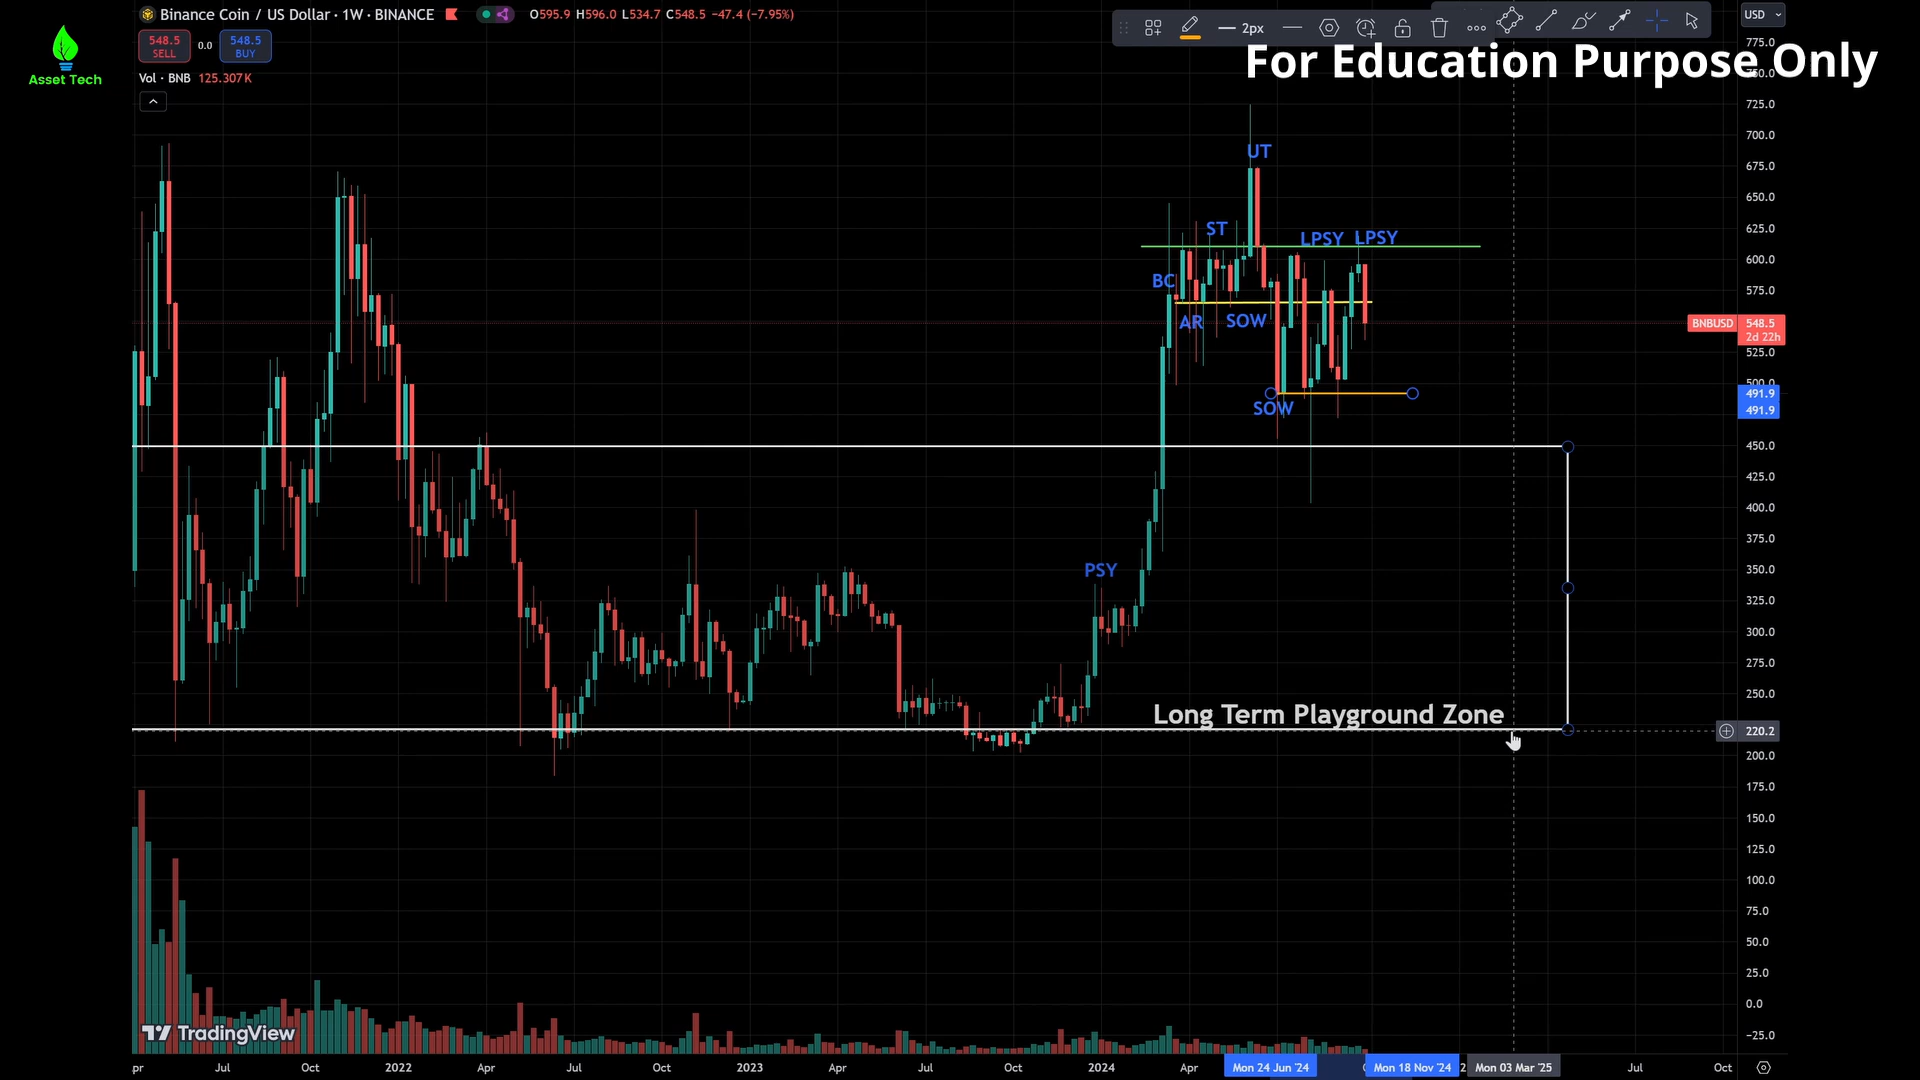 Asset Tech
Binance Coin / US Dollar · 1W · BINANCE
O595.9 H596.0 L534.7 C548.5 −47.4 (−7.95%)
548.5
SELL
0.0
548.5
BUY
Vol · BNB 125.307K
2px
USD
For Education Purpose Only
775.0
750.0
725.0
700.0
675.0
650.0
625.0
600.0
575.0
BNBUSD 548.5
2d 22h
525.0
500.0
491.9
491.9
450.0
425.0
400.0
375.0
350.0
325.0
300.0
275.0
250.0
220.2
200.0
175.0
150.0
125.0
100.0
75.0
50.0
25.0
0.0
−25.0
UT
ST
LPSY
LPSY
BC
AR
SOW
SOW
PSY
Long Term Playground Zone
TradingView
pr
Jul
Oct
2022
Apr
Jul
Oct
2023
Apr
Jul
Oct
2024
Apr
Mon 24 Jun '24
Mon 18 Nov '24
Mon 03 Mar '25
Jul
Oct